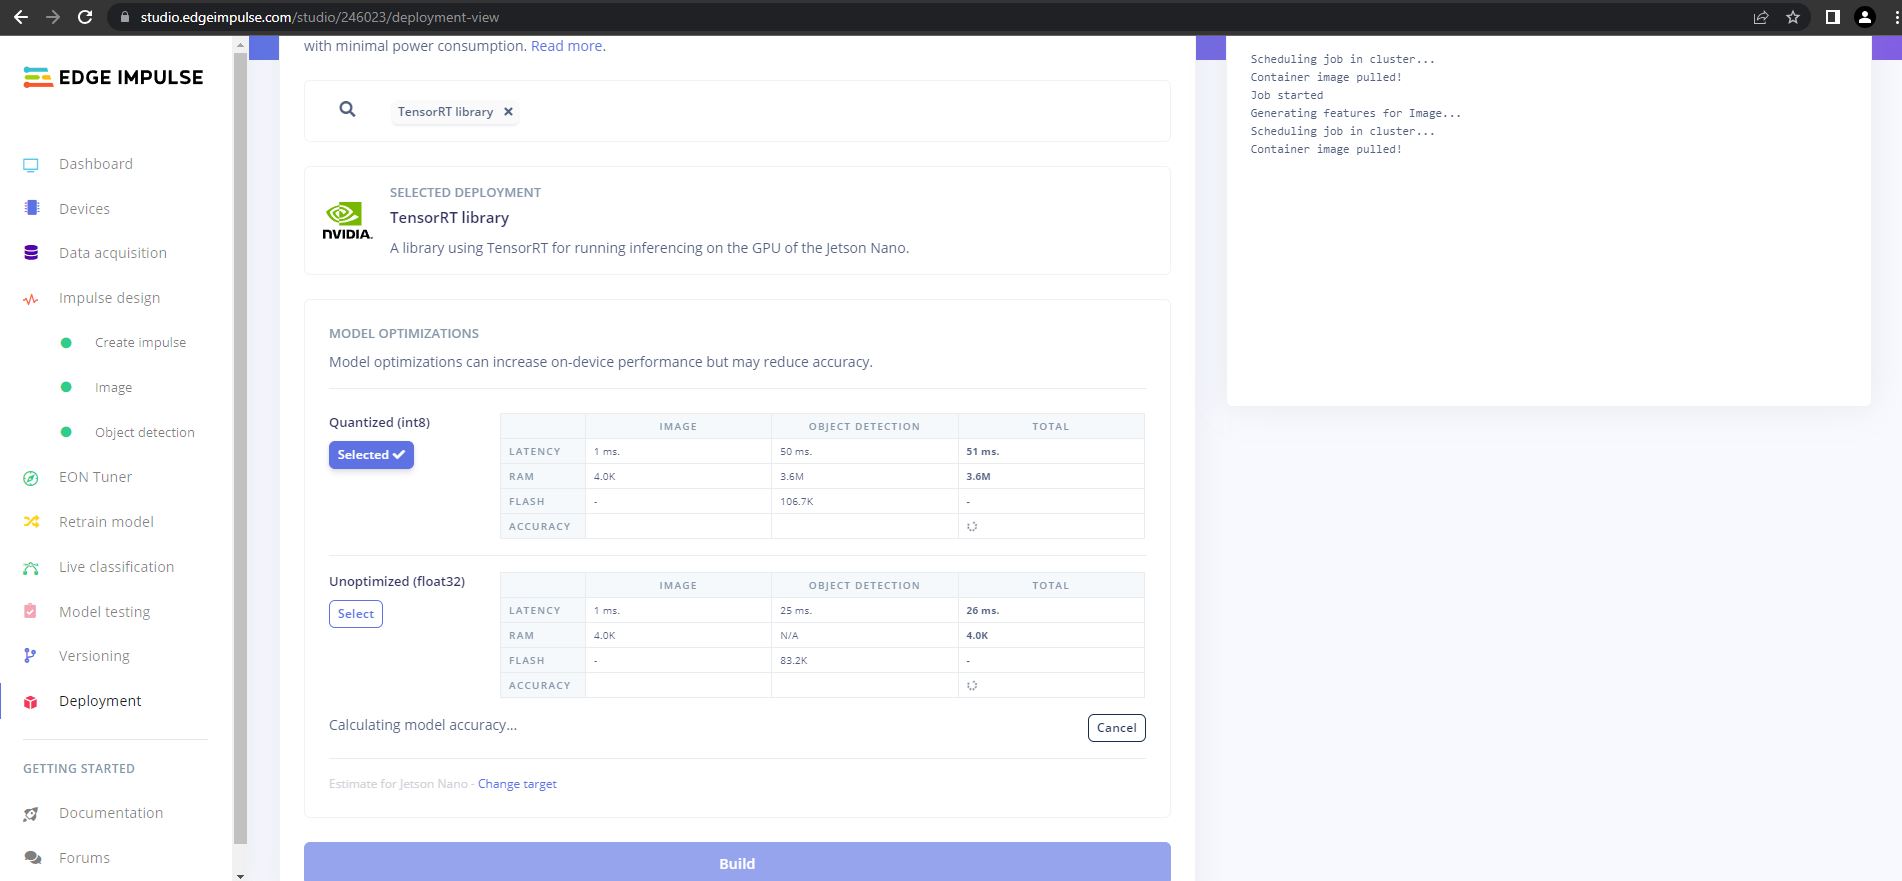 studio.edgeimpulse.com/studio/246023/deployment-view
EDGE IMPULSE
Dashboard
Devices
Data acquisition
Impulse design
Create impulse
Image
Object detection
EON Tuner
Retrain model
Live classification
Model testing
Versioning
Deployment
GETTING STARTED
Documentation
Forums
with minimal power consumption. Read more.
TensorRT library
SELECTED DEPLOYMENT
NVIDIA.
TensorRT library
A library using TensorRT for running inferencing on the GPU of the Jetson Nano.
MODEL OPTIMIZATIONS
Model optimizations can increase on-device performance but may reduce accuracy.
Quantized (int8)
Selected
IMAGE OBJECT DETECTION TOTAL
LATENCY 1 ms. 50 ms. 51 ms.
RAM 4.0K 3.6M 3.6M
FLASH - 106.7K -
ACCURACY
Unoptimized (float32)
Select
IMAGE OBJECT DETECTION TOTAL
LATENCY 1 ms. 25 ms. 26 ms.
RAM 4.0K N/A 4.0K
FLASH - 83.2K -
ACCURACY
Calculating model accuracy...
Cancel
Estimate for Jetson Nano - Change target
Build
Scheduling job in cluster...
Container image pulled!
Job started
Generating features for Image...
Scheduling job in cluster...
Container image pulled!